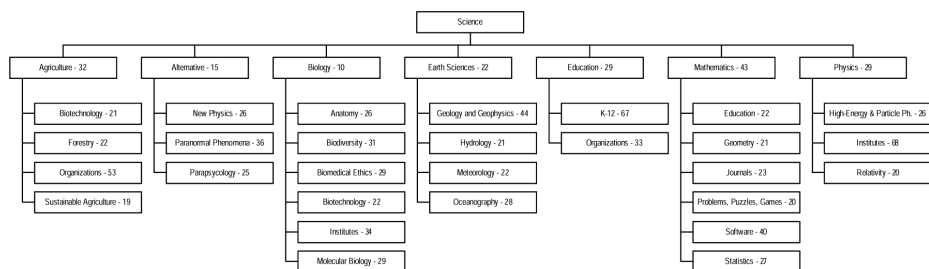 Science
Agriculture - 32
Alternative - 15
Biology - 10
Earth Sciences - 22
Education - 29
Mathematics - 43
Physics - 29
Biotechnology - 21
Forestry - 22
Organizations - 53
Sustainable Agriculture - 19
New Physics - 26
Paranormal Phenomena - 36
Parapsycology - 25
Anatomy - 26
Biodiversity - 31
Biomedical Ethics - 29
Biotechnology - 22
Institutes - 34
Molecular Biology - 29
Geology and Geophysics - 44
Hydrology - 21
Meteorology - 22
Oceanography - 28
K-12 - 67
Organizations - 33
Education - 22
Geometry - 21
Journals - 23
Problems, Puzzles, Games - 20
Software - 40
Statistics - 27
High-Energy & Particle Ph. - 26
Institutes - 68
Relativity - 20